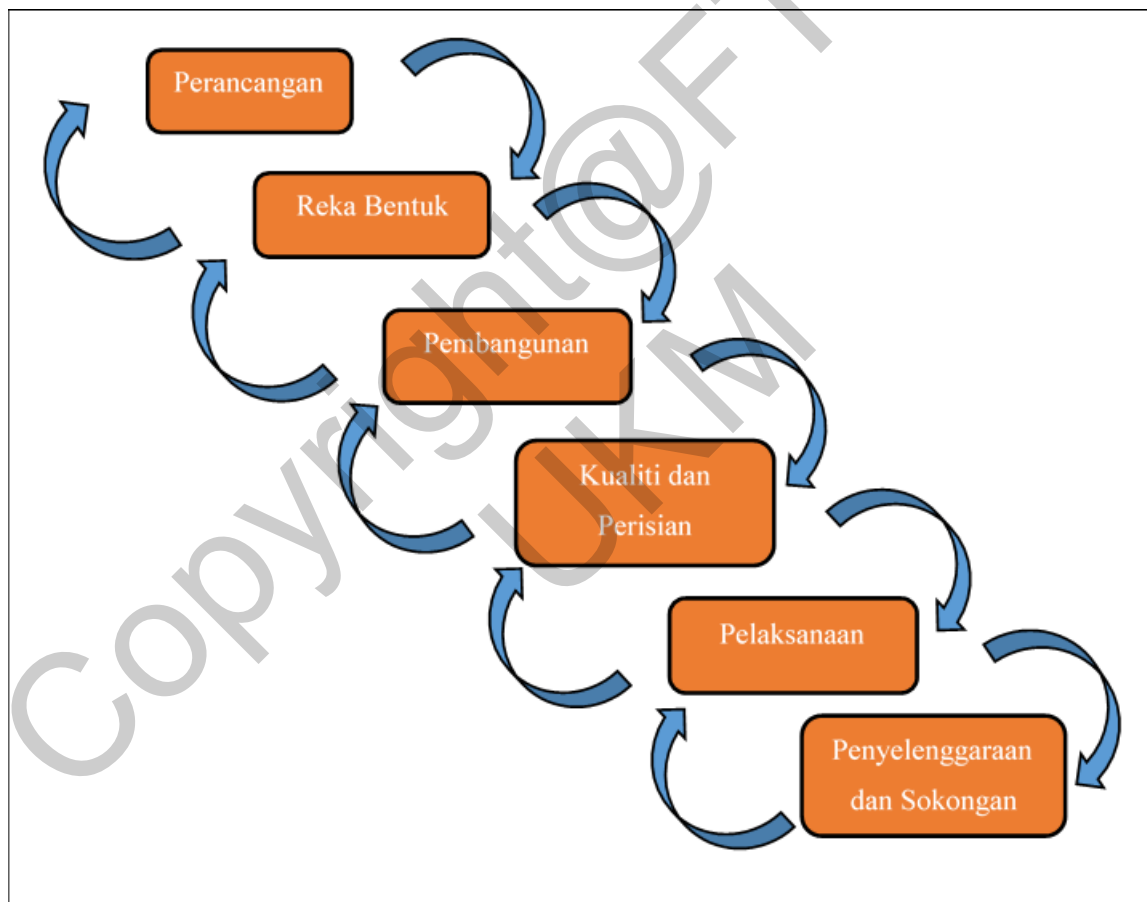 Perancangan
Reka Bentuk
Pembangunan
Kualiti dan
Perisian
Pelaksanaan
Penyelenggaraan
dan Sokongan
Copyright@FT
UKM